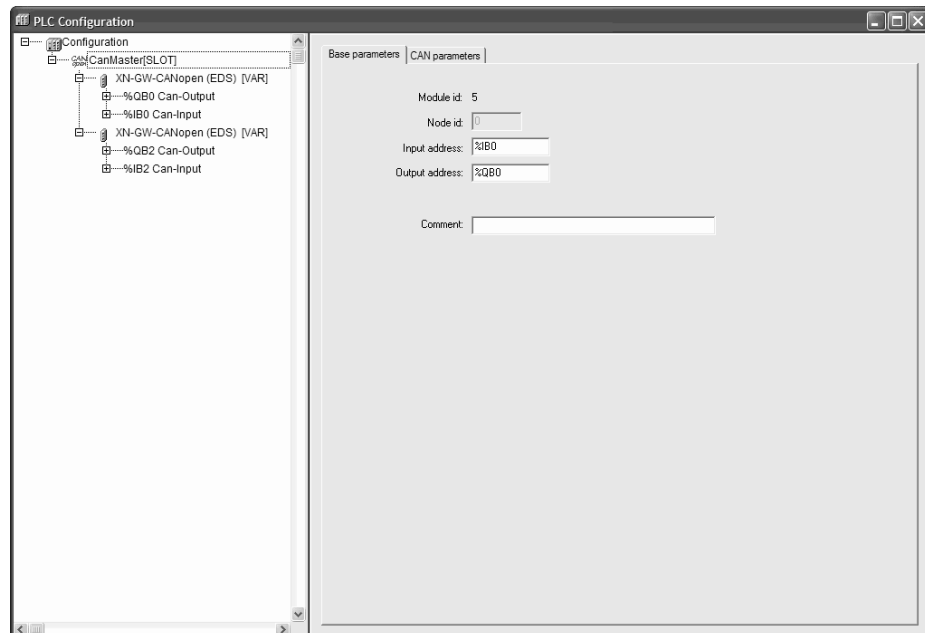 PLC Configuration
Configuration
CAN open CanMaster[SLOT]
XN-GW-CANopen (EDS) [VAR]
%QB0 Can-Output
%IB0 Can-Input
XN-GW-CANopen (EDS) [VAR]
%QB2 Can-Output
%IB2 Can-Input
Base parameters CAN parameters
Module id: 5
Node id: 0
Input address: %IB0
Output address: %QB0
Comment: